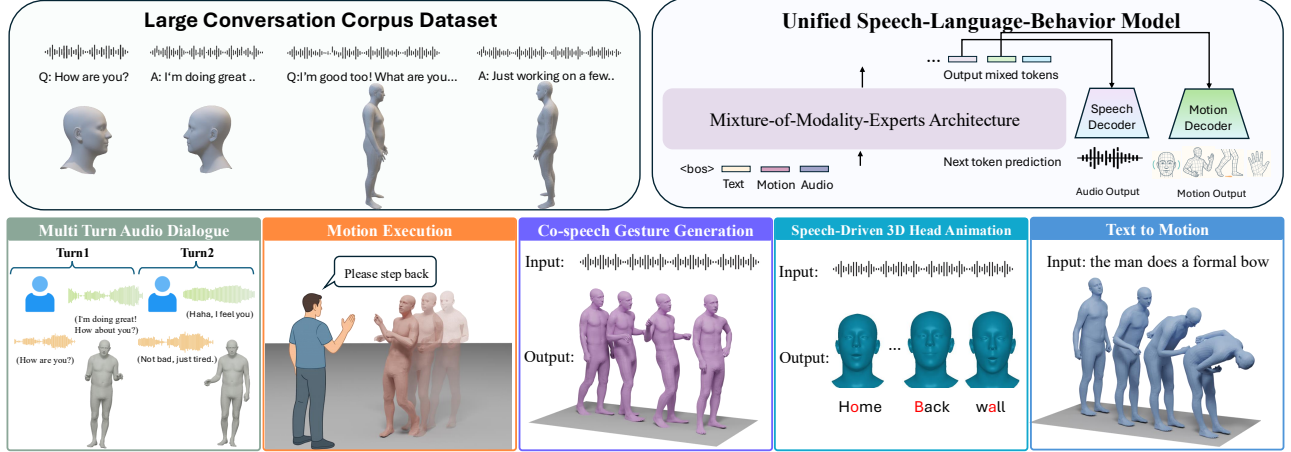 Large Conversation Corpus Dataset
Q: How are you?
A: I'm doing great ..
Q:I'm good too! What are you...
A: Just working on a few..
Unified Speech-Language-Behavior Model
...
Output mixed tokens
Mixture-of-Modality-Experts Architecture
Speech
Decoder
Motion
Decoder
<bos>
Text
Motion
Audio
Next token prediction
Audio Output
Motion Output
Multi Turn Audio Dialogue
Turn1
Turn2
(I'm doing great!
How about you?)
(Haha, I feel you)
(How are you?)
(Not bad, just tired.)
Motion Execution
Please step back
Co-speech Gesture Generation
Input:
Output:
Speech-Driven 3D Head Animation
Input:
Output:
...
Home
Back
wall
Text to Motion
Input: the man does a formal bow